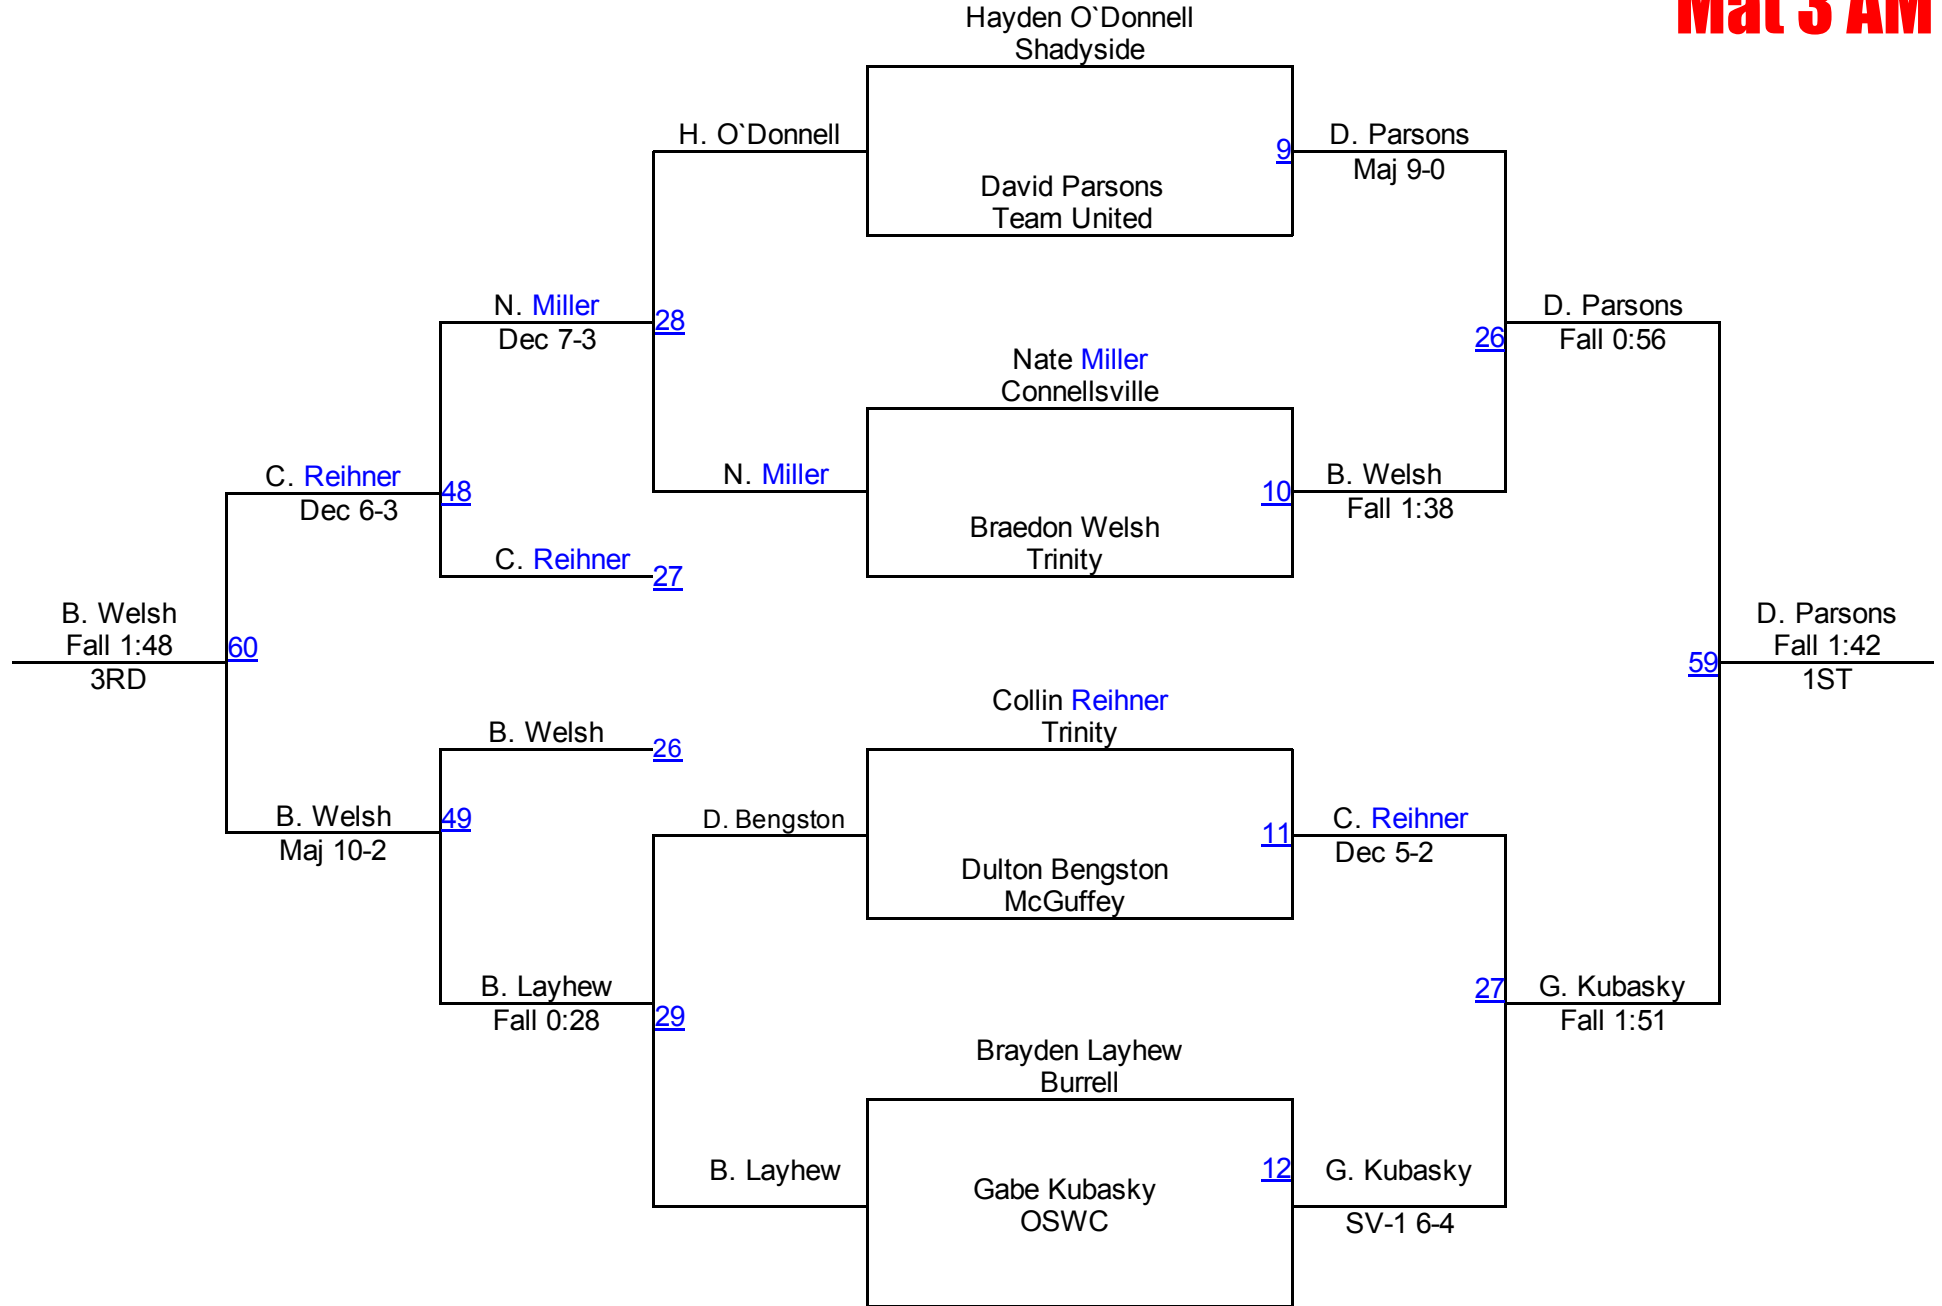 Mat 3 AM
Hayden O`Donnell
Shadyside
H. O`Donnell
9
D. Parsons
Maj 9-0
David Parsons
Team United
N. Miller
Dec 7-3
28
D. Parsons
Fall 0:56
26
Nate Miller
Connellsville
C. Reihner
Dec 6-3
48
N. Miller
10
B. Welsh
Fall 1:38
Braedon Welsh
Trinity
C. Reihner
27
B. Welsh
Fall 1:48
3RD
60
D. Parsons
Fall 1:42
1ST
59
Collin Reihner
Trinity
B. Welsh
26
B. Welsh
Maj 10-2
49
D. Bengston
11
C. Reihner
Dec 5-2
Dulton Bengston
McGuffey
B. Layhew
Fall 0:28
29
27
G. Kubasky
Fall 1:51
Brayden Layhew
Burrell
B. Layhew
12
G. Kubasky
SV-1 6-4
Gabe Kubasky
OSWC